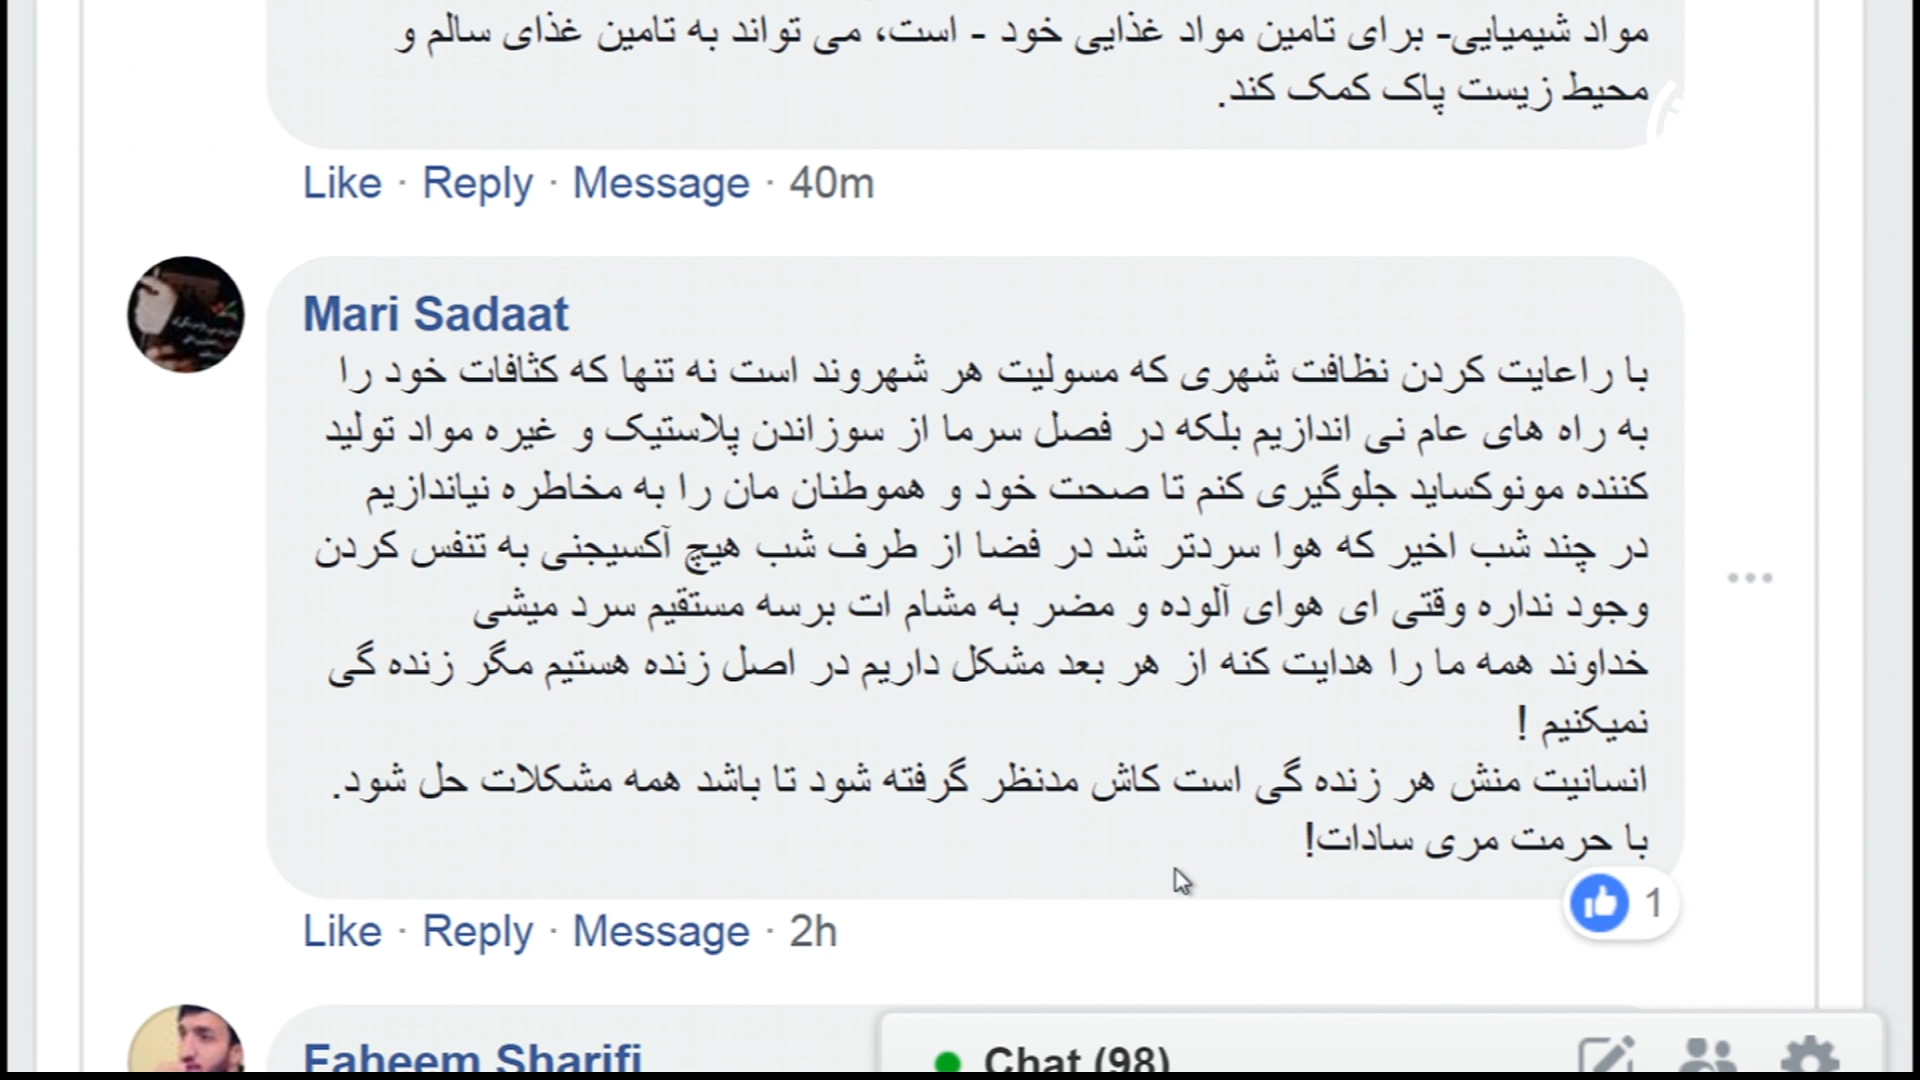 مواد شیمیایی- برای تامین مواد غذایی خود - است، می تواند به تامین غذای سالم و
محیط زیست پاک کمک کند.
Like · Reply · Message · 40m
Mari Sadaat
با راعایت کردن نظافت شهری که مسولیت هر شهروند است نه تنها که کثافات خود را
به راه های عام نی اندازیم بلکه در فصل سرما از سوزاندن پلاستیک و غیره مواد تولید
کننده مونوکساید جلوگیری کنم تا صحت خود و هموطنان مان را به مخاطره نیاندازیم
در چند شب اخیر که هوا سردتر شد در فضا از طرف شب هیچ آکسیجنی به تنفس کردن
وجود نداره وقتی ای هوای آلوده و مضر به مشام ات برسه مستقیم سرد میشی
خداوند همه ما را هدایت کنه از هر بعد مشکل داریم در اصل زنده هستیم مگر زنده گی
نمیکنیم !
انسانیت منش هر زنده گی است کاش مدنظر گرفته شود تا باشد همه مشکلات حل شود.
با حرمت مری سادات!
1
Like · Reply · Message · 2h
Faheem Sharifi
Chat (98)